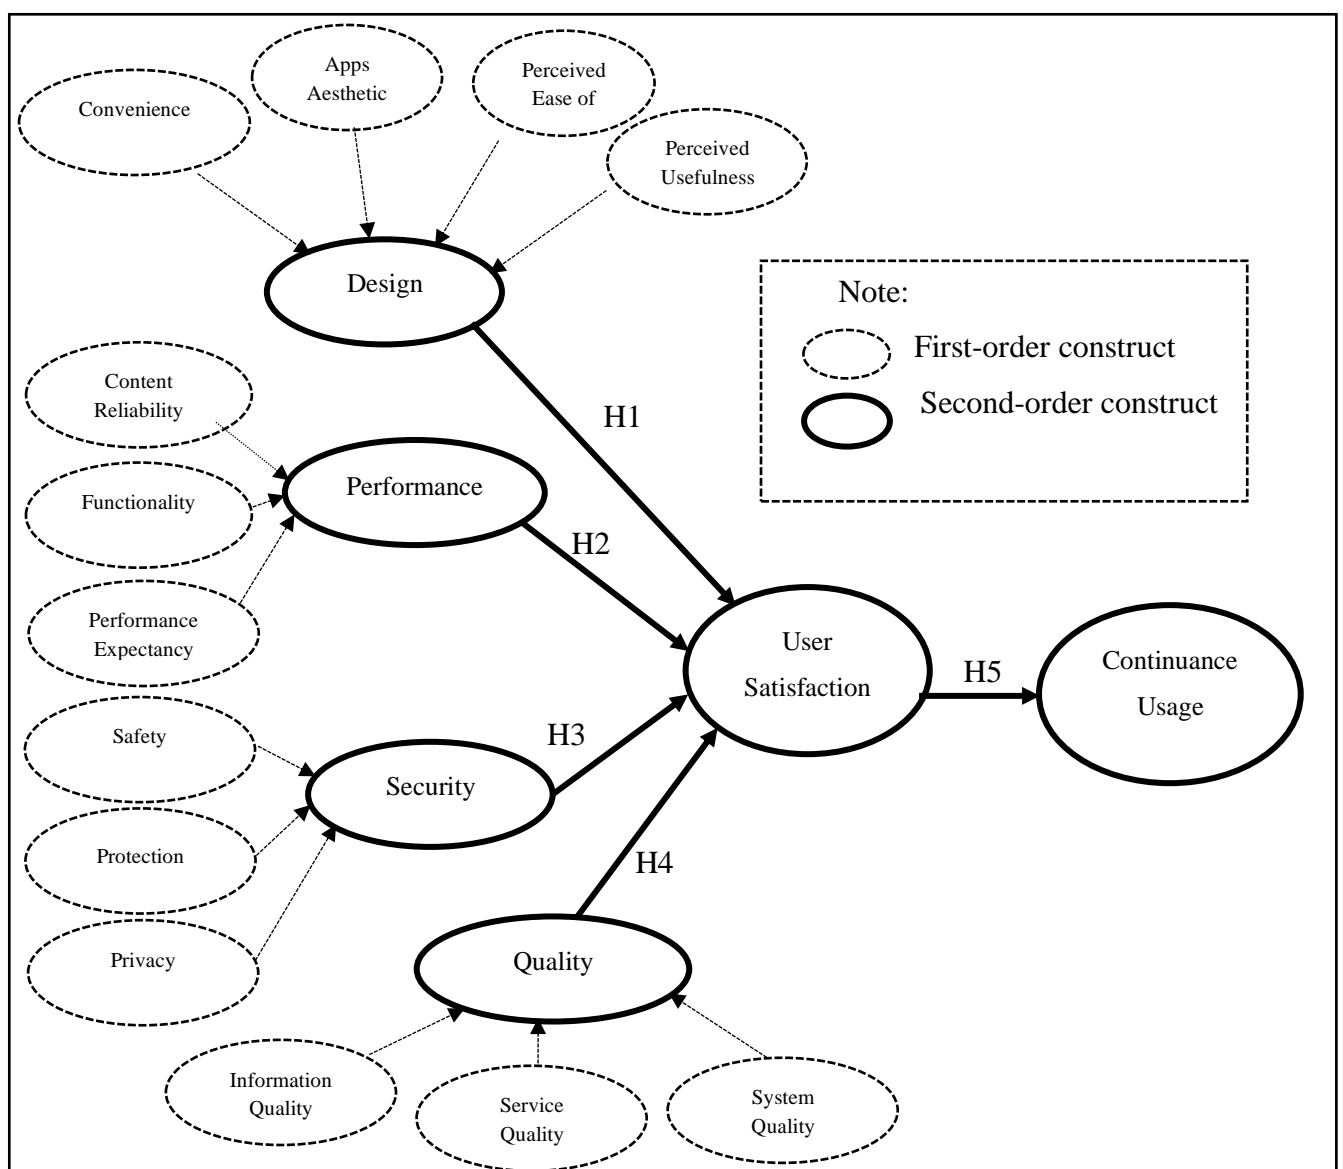 Apps
Aesthetic
Perceived
Ease of
Convenience
Perceived
Usefulness
Design
Note:
First-order construct
Second-order construct
Content
Reliability
H1
Performance
Functionality
H2
Performance
Expectancy
User
Satisfaction
H5
Continuance
Usage
Safety
H3
Security
Protection
H4
Privacy
Quality
Information
Quality
Service
Quality
System
Quality